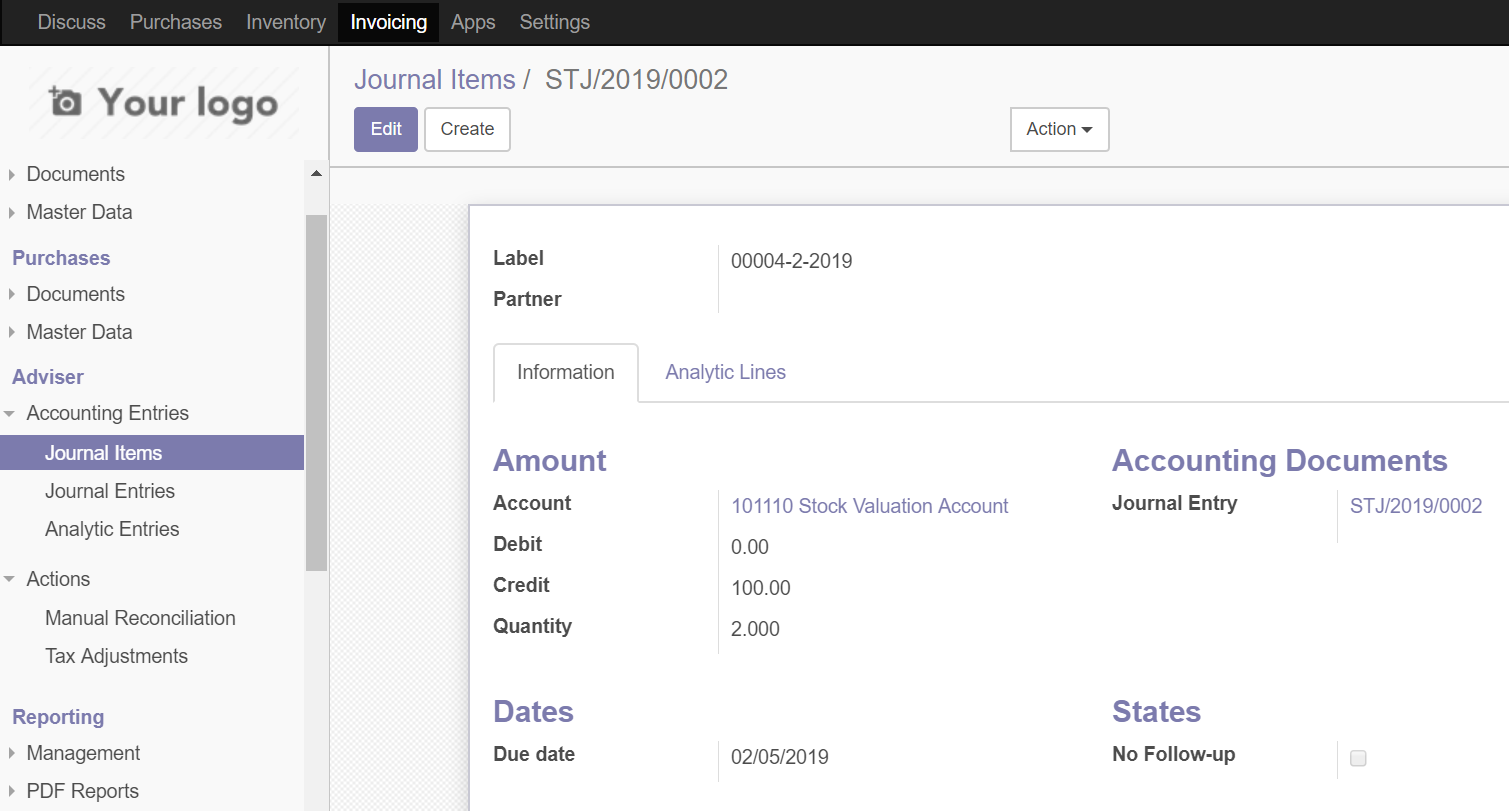 Discuss Purchases Inventory Invoicing Apps Settings
Your logo
Documents
Master Data
Purchases
Documents
Master Data
Adviser
Accounting Entries
Journal Items
Journal Entries
Analytic Entries
Actions
Manual Reconciliation
Tax Adjustments
Reporting
Management
PDF Reports
Journal Items / STJ/2019/0002
Edit Create Action
Label 00004-2-2019
Partner
Information Analytic Lines
Amount
Account 101110 Stock Valuation Account
Debit 0.00
Credit 100.00
Quantity 2.000
Accounting Documents
Journal Entry STJ/2019/0002
Dates
Due date 02/05/2019
States
No Follow-up